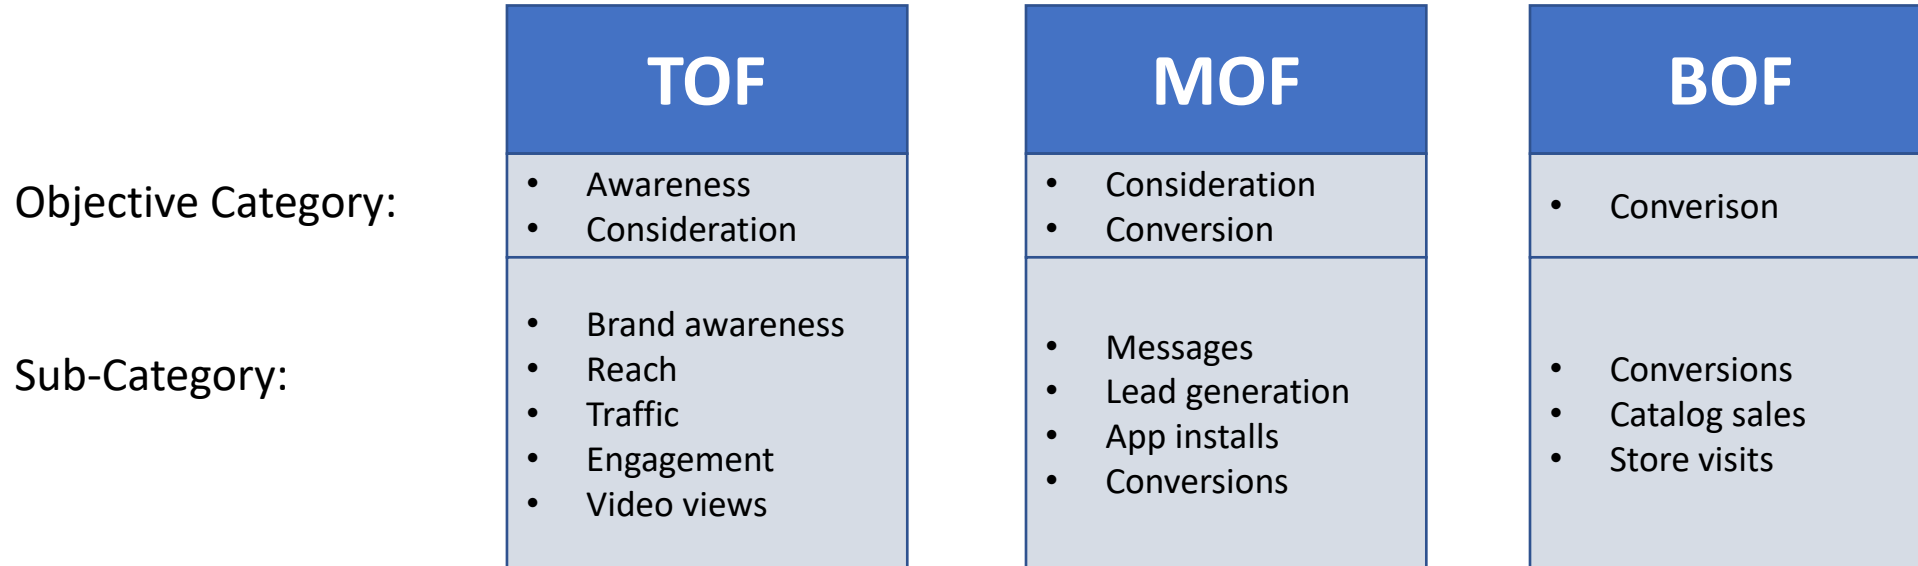 TOF
MOF
BOF
Objective Category:
• Awareness
• Consideration
• Consideration
• Conversion
• Converison
Sub-Category:
• Brand awareness
• Reach
• Traffic
• Engagement
• Video views
• Messages
• Lead generation
• App installs
• Conversions
• Conversions
• Catalog sales
• Store visits